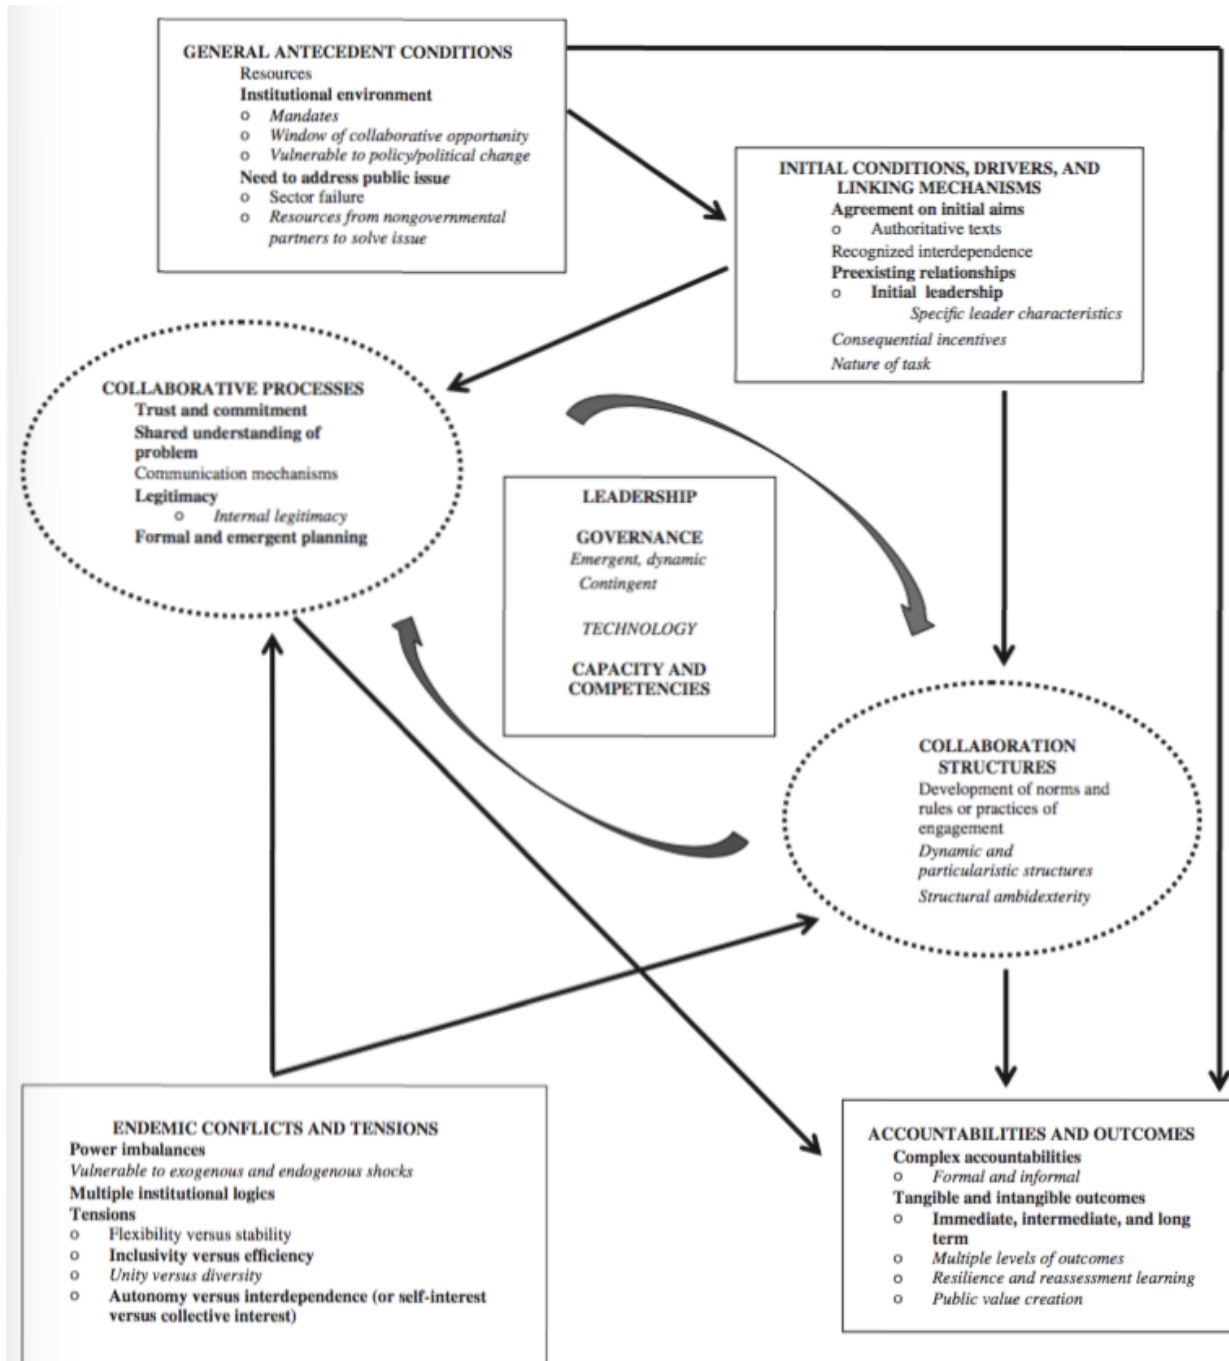 GENERAL ANTECEDENT CONDITIONS
Resources
Institutional environment
o Mandates
o Window of collaborative opportunity
o Vulnerable to policy/political change
Need to address public issue
o Sector failure
o Resources from nongovernmental
partners to solve issue
INITIAL CONDITIONS, DRIVERS, AND
LINKING MECHANISMS
Agreement on initial aims
o Authoritative texts
Recognized interdependence
Preexisting relationships
o Initial leadership
Specific leader characteristics
Consequential incentives
Nature of task
COLLABORATIVE PROCESSES
Trust and commitment
Shared understanding of
problem
Communication mechanisms
Legitimacy
o Internal legitimacy
Formal and emergent planning
LEADERSHIP
GOVERNANCE
Emergent, dynamic
Contingent
TECHNOLOGY
CAPACITY AND
COMPETENCIES
COLLABORATION
STRUCTURES
Development of norms and
rules or practices of
engagement
Dynamic and
particularistic structures
Structural ambidexterity
ENDEMIC CONFLICTS AND TENSIONS
Power imbalances
Vulnerable to exogenous and endogenous shocks
Multiple institutional logics
Tensions
o Flexibility versus stability
o Inclusivity versus efficiency
o Unity versus diversity
o Autonomy versus interdependence (or self-interest
versus collective interest)
ACCOUNTABILITIES AND OUTCOMES
Complex accountabilities
o Formal and informal
Tangible and intangible outcomes
o Immediate, intermediate, and long
term
o Multiple levels of outcomes
o Resilience and reassessment learning
o Public value creation